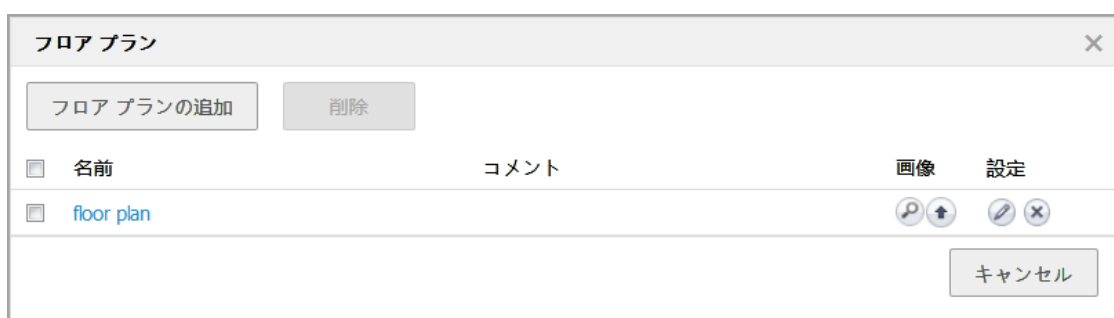 フロア プラン
フロア プランの追加 削除
名前 コメント 画像 設定
floor plan
キャンセル